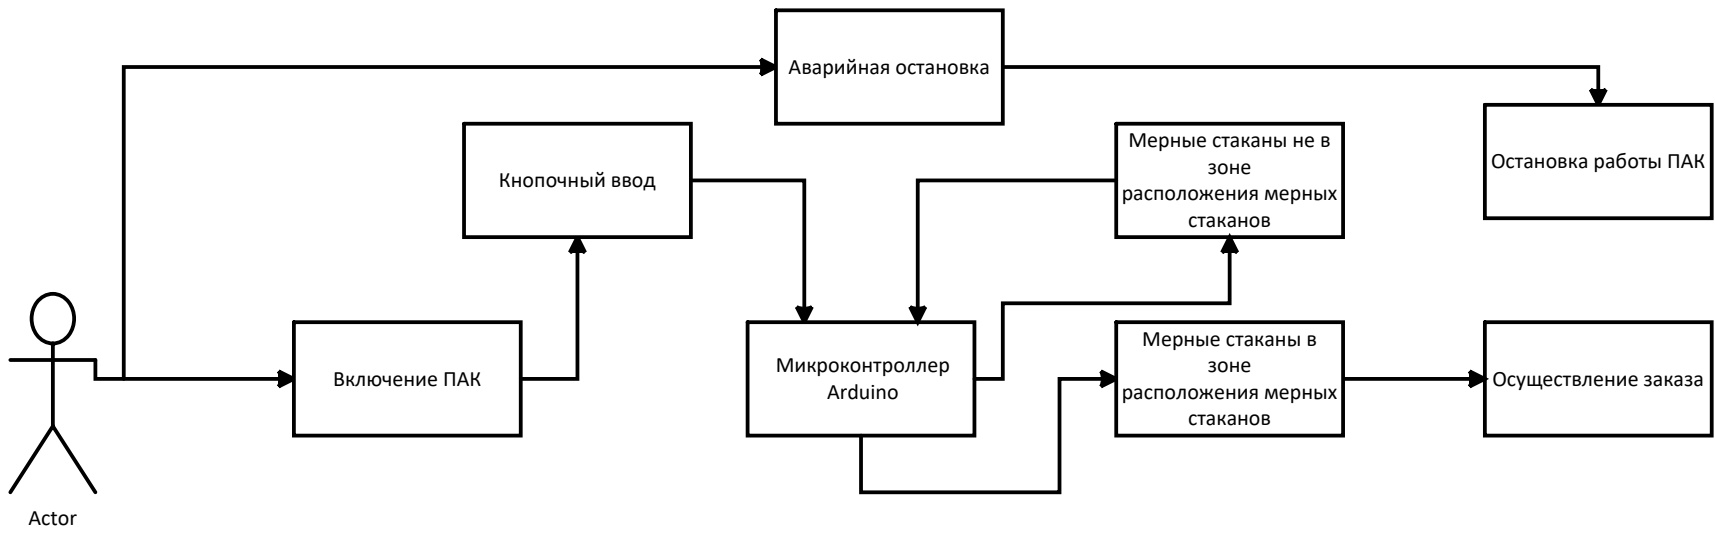 Аварийная остановка
Кнопочный ввод
Мерные стаканы не в
зоне
расположения мерных
стаканов
Остановка работы ПАК
Включение ПАК
Микроконтроллер
Arduino
Мерные стаканы в
зоне
расположения мерных
стаканов
Осуществление заказа
Actor